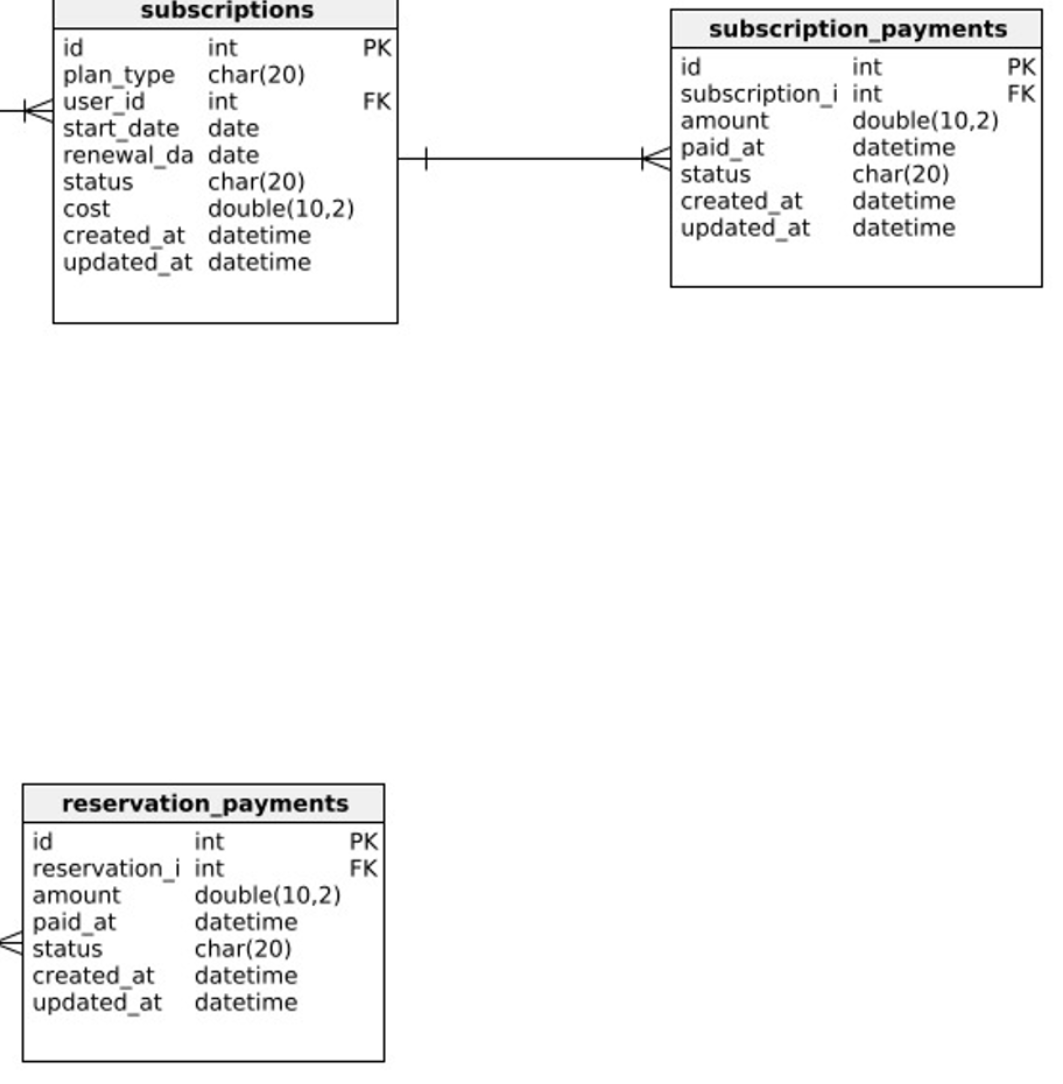 subscriptions
id int PK
plan_type char(20)
user_id int FK
start_date date
renewal_da date
status char(20)
cost double(10,2)
created_at datetime
updated_at datetime
subscription_payments
id int PK
subscription_i int FK
amount double(10,2)
paid_at datetime
status char(20)
created_at datetime
updated_at datetime
reservation_payments
id int PK
reservation_i int FK
amount double(10,2)
paid_at datetime
status char(20)
created_at datetime
updated_at datetime